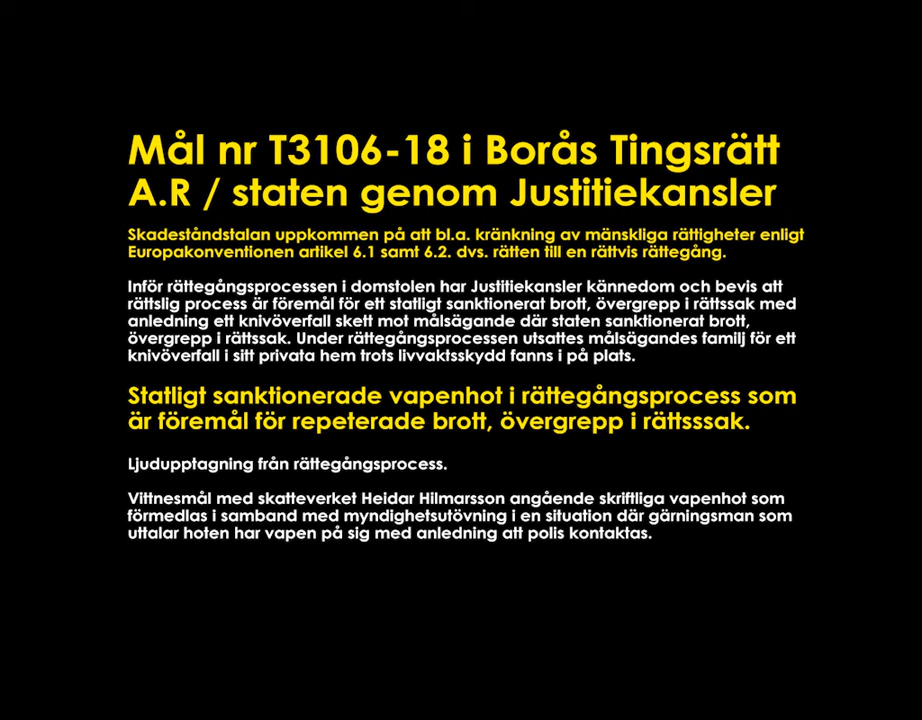 Mål nr T3106-18 i Borås Tingsrätt
A.R / staten genom Justitiekansler
Skadeståndstalan uppkommen på att bl.a. kränkning av mänskliga rättigheter enligt
Europakonventionen artikel 6.1 samt 6.2. dvs. rätten till en rättvis rättegång.
Inför rättegångsprocessen i domstolen har Justitiekansler kännedom och bevis att
rättslig process är föremål för ett statligt sanktionerat brott, övergrepp i rättssak med
anledning ett knivöverfall skett mot målsägande där staten sanktionerat brott,
övergrepp i rättssak. Under rättegångsprocessen utsattes målsägandes familj för ett
knivöverfall i sitt privata hem trots livvaktsskydd fanns i på plats.
Statligt sanktionerade vapenhot i rättegångsprocess som
är föremål för repeterade brott, övergrepp i rättsssak.
Ljudupptagning från rättegångsprocess.
Vittnesmål med skatteverket Heidar Hilmarsson angående skriftliga vapenhot som
förmedlas i samband med myndighetsutövning i en situation där gärningsman som
uttalar hoten har vapen på sig med anledning att polis kontaktas.